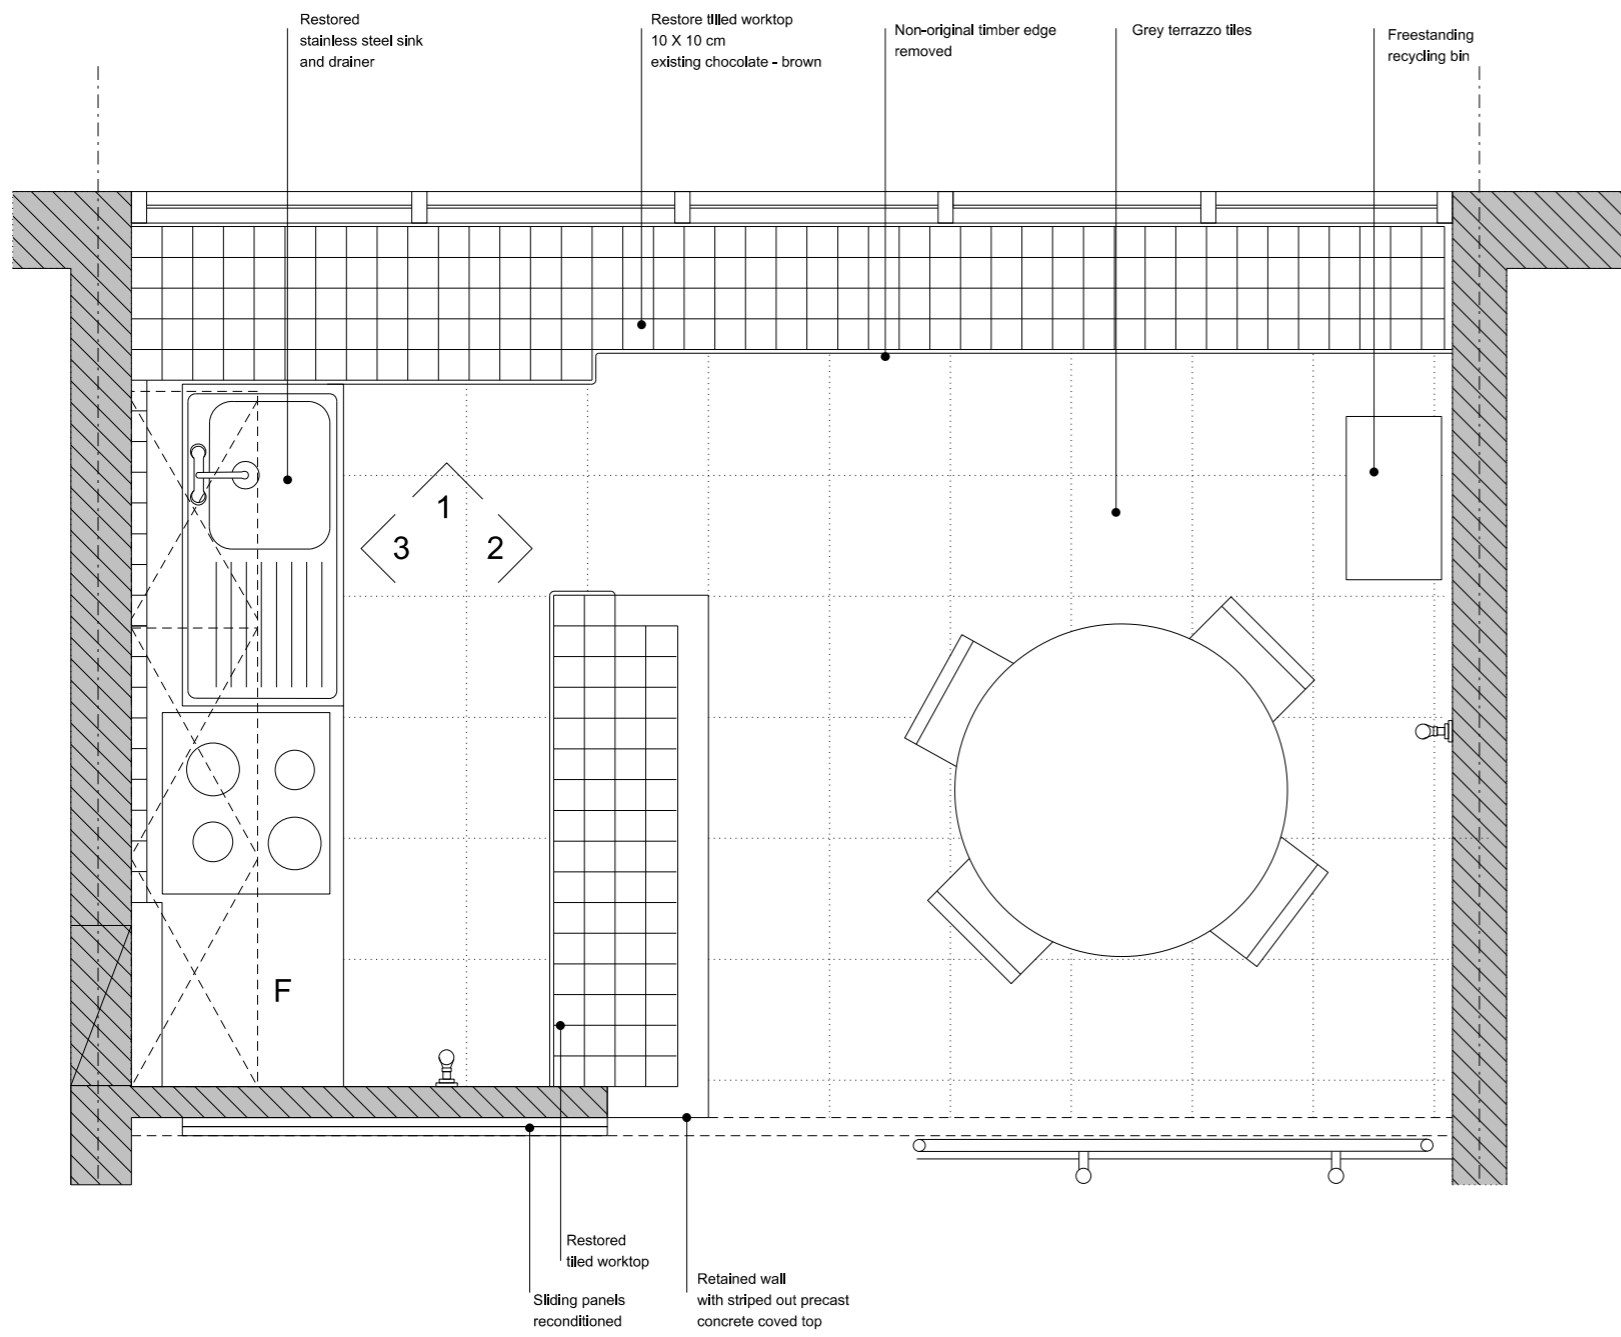 Restored
stainless steel sink
and drainer
Restore tilled worktop
10 X 10 cm
existing chocolate - brown
Non-original timber edge
removed
Grey terrazzo tiles
Freestanding
recycling bin
1
3
2
F
Restored
tiled worktop
Sliding panels
reconditioned
Retained wall
with striped out precast
concrete coved top